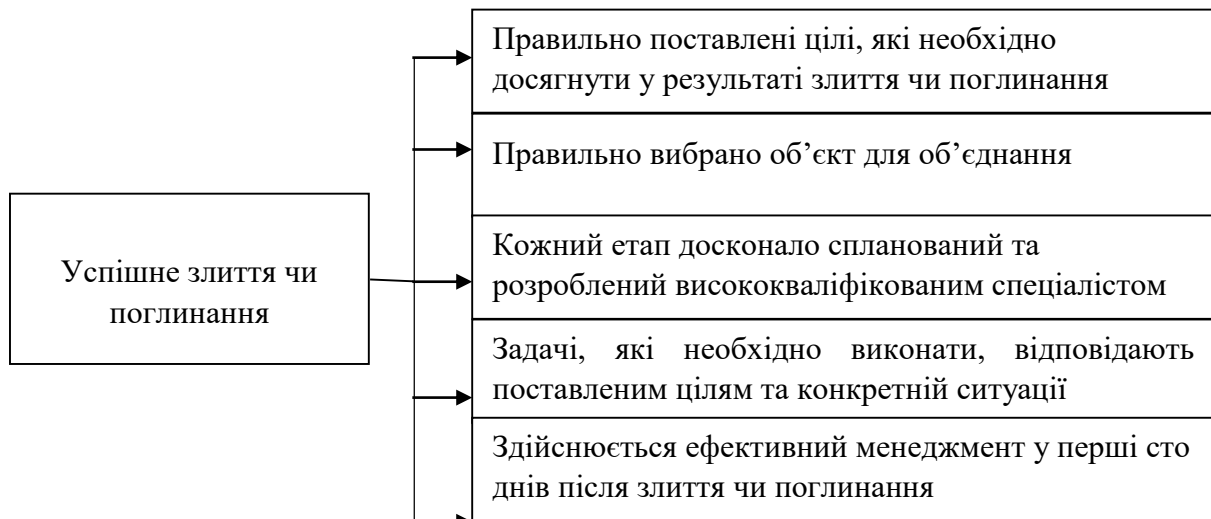 Успішне злиття чи
поглинання
Правильно поставлені цілі, які необхідно
досягнути у результаті злиття чи поглинання
Правильно вибрано об’єкт для об’єднання
Кожний етап досконало спланований та
розроблений висококваліфікованим спеціалістом
Задачі, які необхідно виконати, відповідають
поставленим цілям та конкретній ситуації
Здійснюється ефективний менеджмент у перші сто
днів після злиття чи поглинання